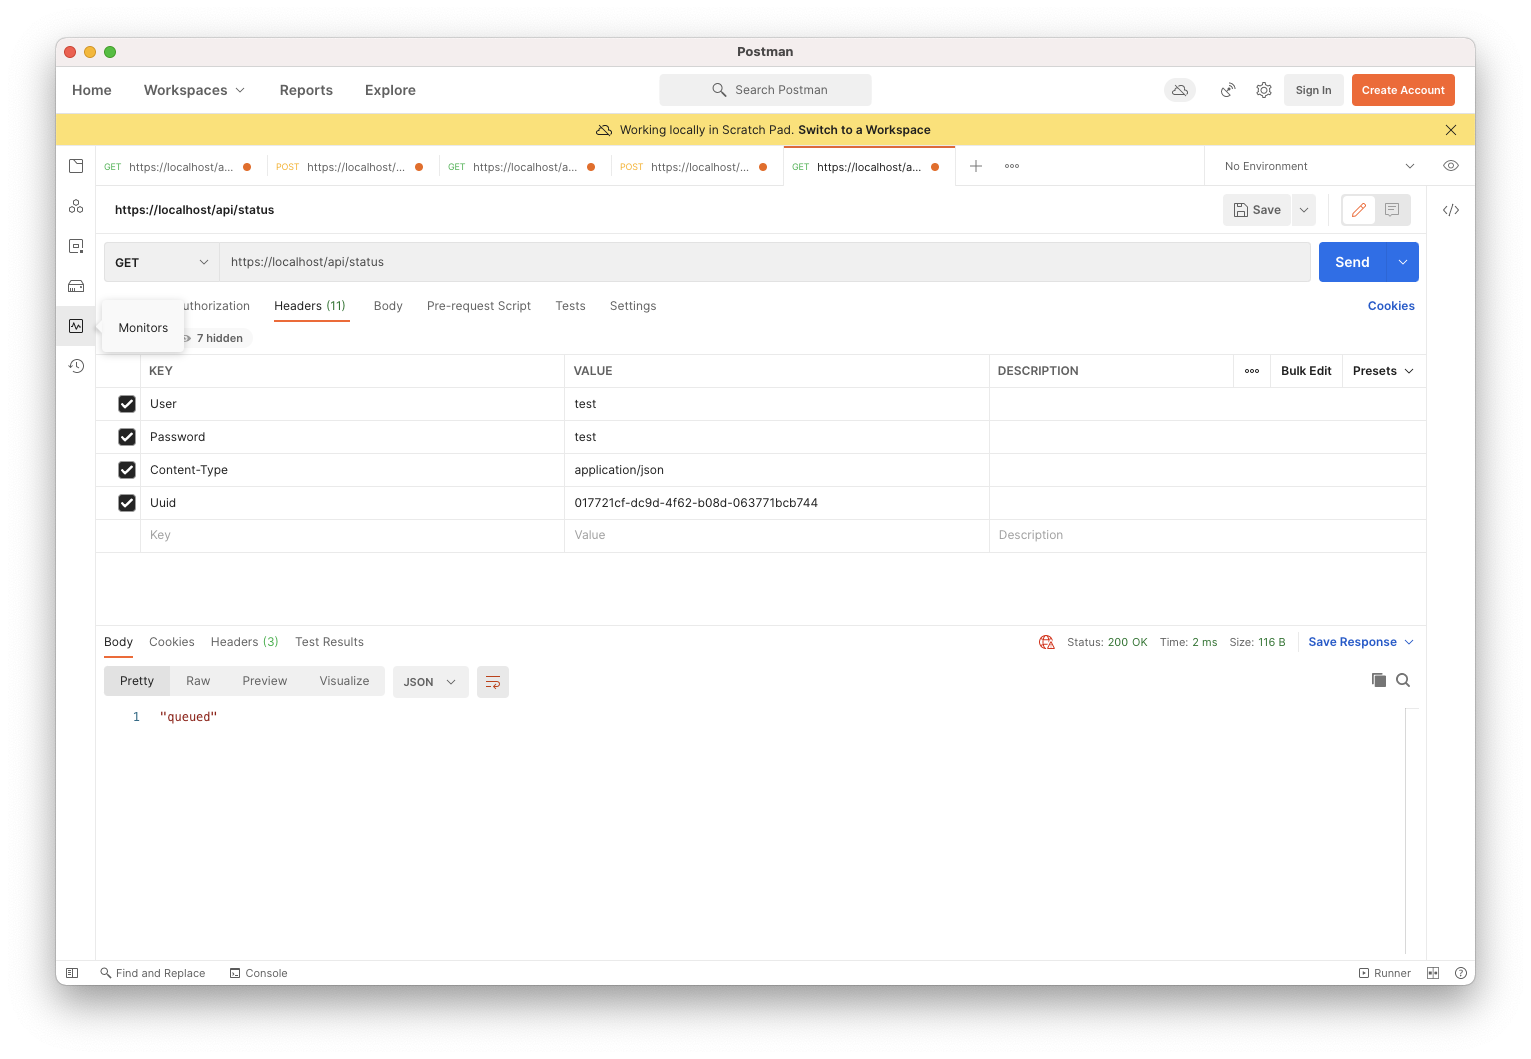 Postman
Home Workspaces Reports Explore Search Postman Sign In Create Account
Working locally in Scratch Pad. Switch to a Workspace
GET https://localhost/a... POST https://localhost/... GET https://localhost/a... POST https://localhost/... GET https://localhost/a... No Environment
https://localhost/api/status Save
GET https://localhost/api/status Send
uthorization Headers (11) Body Pre-request Script Tests Settings Cookies
Monitors
7 hidden
KEY VALUE DESCRIPTION Bulk Edit Presets
User test
Password test
Content-Type application/json
Uuid 017721cf-dc9d-4f62-b08d-063771bcb744
Key Value Description
Body Cookies Headers (3) Test Results Status: 200 OK Time: 2 ms Size: 116 B Save Response
Pretty Raw Preview Visualize JSON
1 "queued"
Find and Replace Console Runner